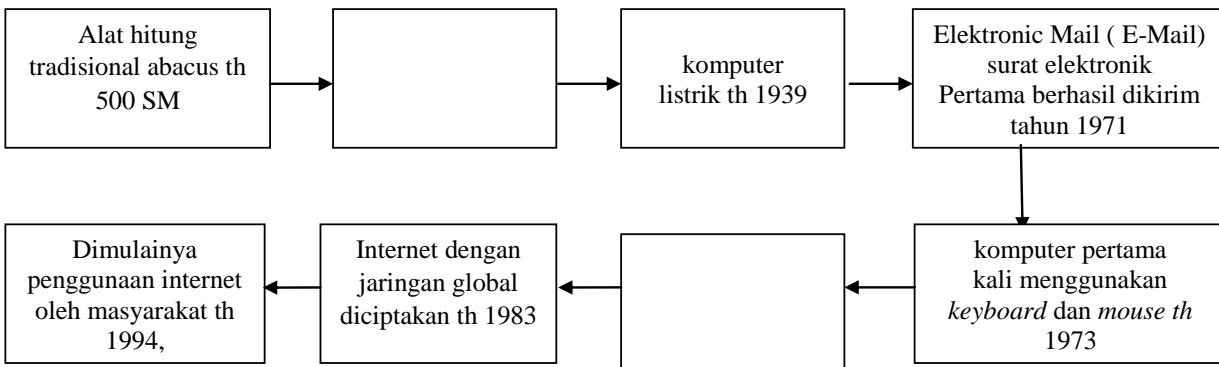 Alat hitung
tradisional abacus th
500 SM
komputer
listrik th 1939
Elektronic Mail ( E-Mail)
surat elektronik
Pertama berhasil dikirim
tahun 1971
komputer pertama
kali menggunakan
keyboard dan mouse th
1973
Internet dengan
jaringan global
diciptakan th 1983
Dimulainya
penggunaan internet
oleh masyarakat th
1994,